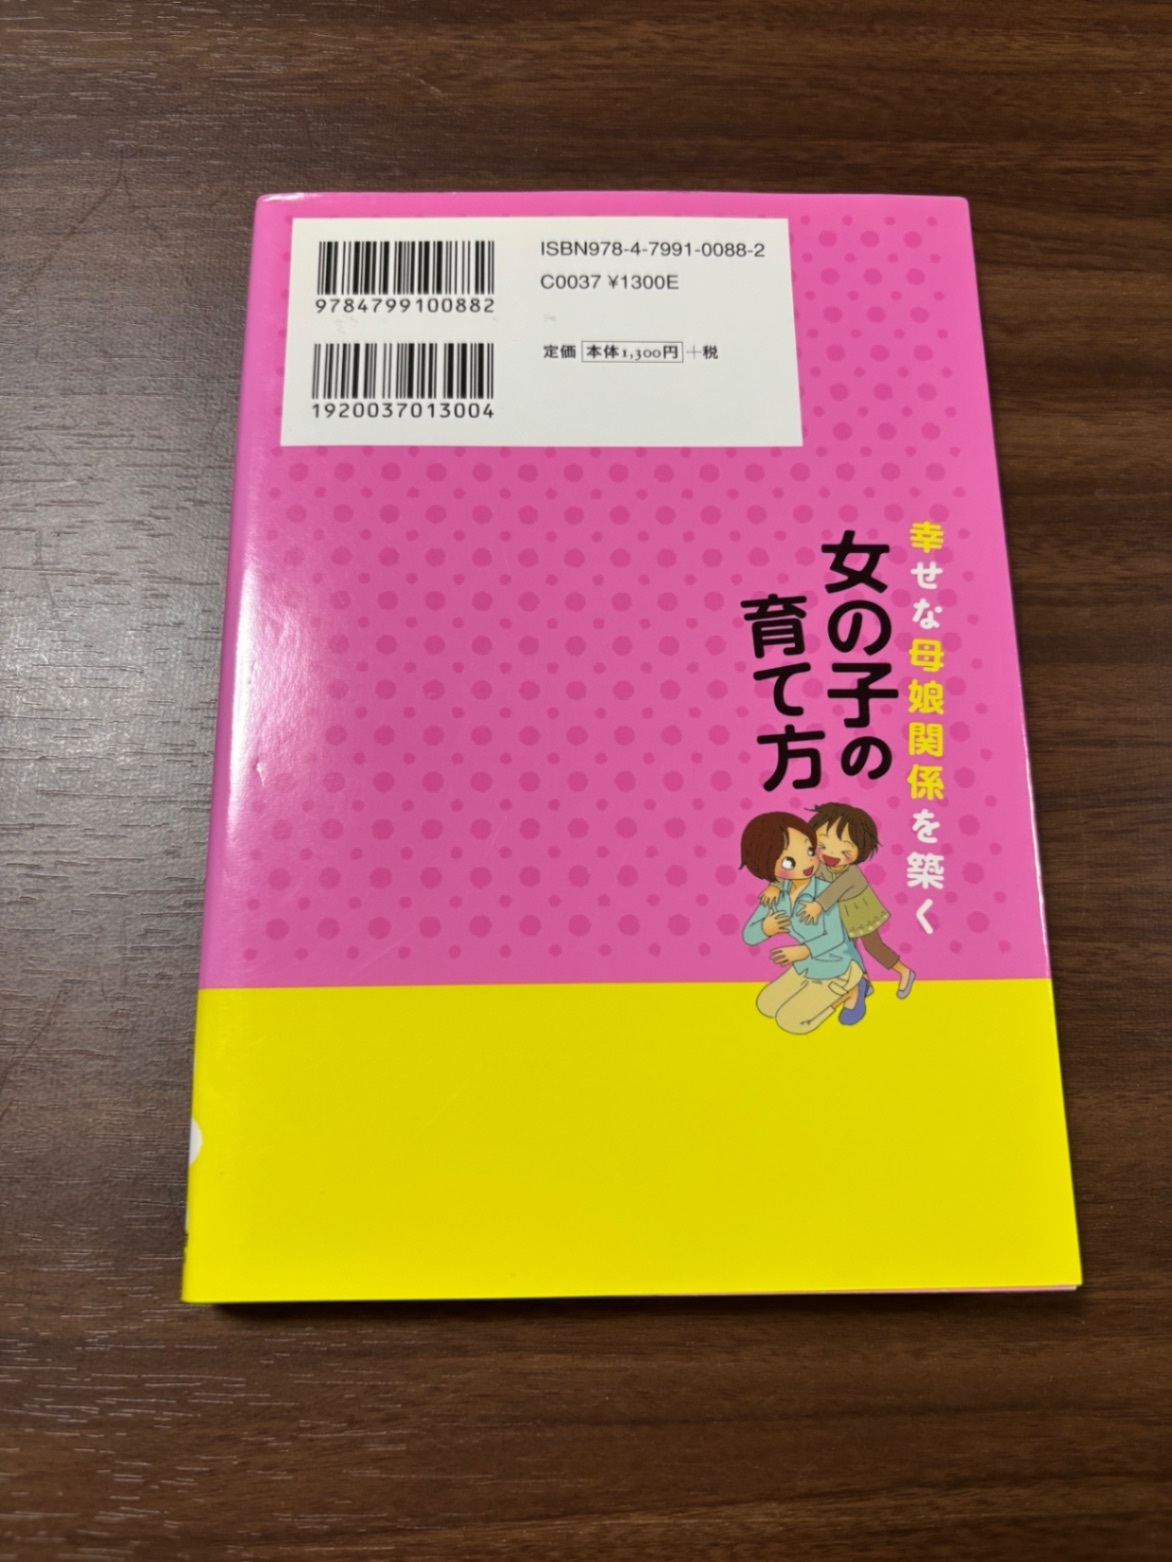 9784799100882
ISBN978-4-7991-0088-2
C0037 ¥1300E
1920037013004
定価 本体1,300円+税
幸せな母娘関係を築く
女の子の
育て方